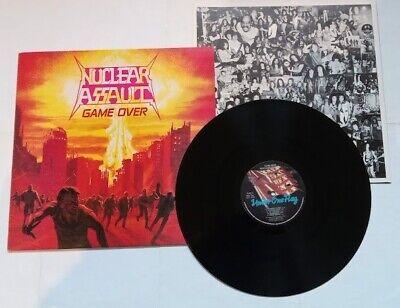 NUCLEAR
ASSAULT
GAME OVER
Under One Flag